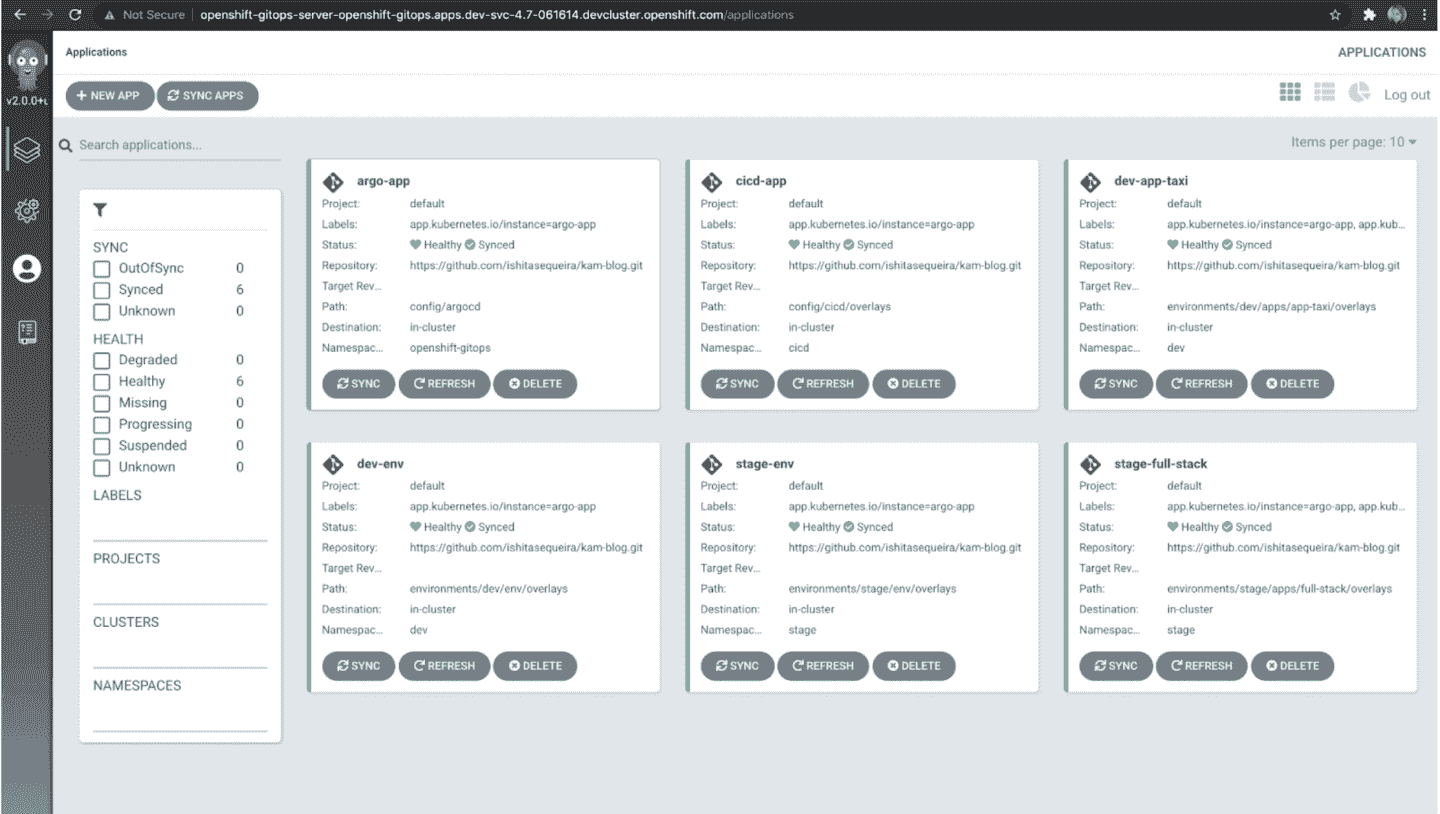 Not Secure openshift-gitops-server-openshift-gitops.apps.dev-svc-4.7-061614.devcluster.openshift.com/applications
Applications
APPLICATIONS
v2.0.0+
NEW APP
SYNC APPS
Log out
Search applications...
Items per page: 10
SYNC
OutOfSync 0
Synced 6
Unknown 0
HEALTH
Degraded 0
Healthy 6
Missing 0
Progressing 0
Suspended 0
Unknown 0
LABELS
PROJECTS
CLUSTERS
NAMESPACES
argo-app
Project: default
Labels: app.kubernetes.io/instance=argo-app
Status: Healthy Synced
Repository: https://github.com/ishitasequeira/kam-blog.git
Target Rev...
Path: config/argocd
Destination: in-cluster
Namespac... openshift-gitops
SYNC REFRESH DELETE
cicd-app
Project: default
Labels: app.kubernetes.io/instance=argo-app
Status: Healthy Synced
Repository: https://github.com/ishitasequeira/kam-blog.git
Target Rev...
Path: config/cicd/overlays
Destination: in-cluster
Namespac... cicd
SYNC REFRESH DELETE
dev-app-taxi
Project: default
Labels: app.kubernetes.io/instance=argo-app, app.kub...
Status: Healthy Synced
Repository: https://github.com/ishitasequeira/kam-blog.git
Target Rev...
Path: environments/dev/apps/app-taxi/overlays
Destination: in-cluster
Namespac... dev
SYNC REFRESH DELETE
dev-env
Project: default
Labels: app.kubernetes.io/instance=argo-app
Status: Healthy Synced
Repository: https://github.com/ishitasequeira/kam-blog.git
Target Rev...
Path: environments/dev/env/overlays
Destination: in-cluster
Namespac... dev
SYNC REFRESH DELETE
stage-env
Project: default
Labels: app.kubernetes.io/instance=argo-app
Status: Healthy Synced
Repository: https://github.com/ishitasequeira/kam-blog.git
Target Rev...
Path: environments/stage/env/overlays
Destination: in-cluster
Namespac... stage
SYNC REFRESH DELETE
stage-full-stack
Project: default
Labels: app.kubernetes.io/instance=argo-app, app.kub...
Status: Healthy Synced
Repository: https://github.com/ishitasequeira/kam-blog.git
Target Rev...
Path: environments/stage/apps/full-stack/overlays
Destination: in-cluster
Namespac... stage
SYNC REFRESH DELETE